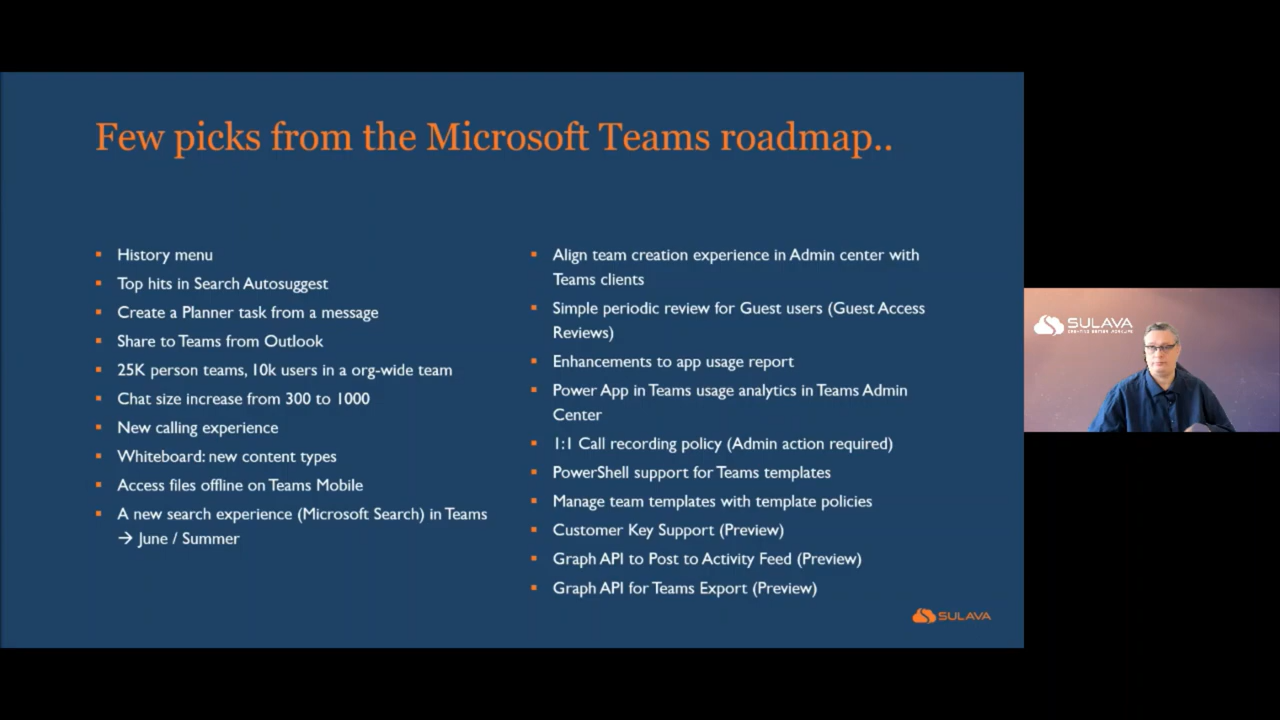 Few picks from the Microsoft Teams roadmap..
History menu
Top hits in Search Autosuggest
Create a Planner task from a message
Share to Teams from Outlook
25K person teams, 10k users in a org-wide team
Chat size increase from 300 to 1000
New calling experience
Whiteboard: new content types
Access files offline on Teams Mobile
A new search experience (Microsoft Search) in Teams
→ June / Summer
Align team creation experience in Admin center with
Teams clients
Simple periodic review for Guest users (Guest Access
Reviews)
Enhancements to app usage report
Power App in Teams usage analytics in Teams Admin
Center
1:1 Call recording policy (Admin action required)
PowerShell support for Teams templates
Manage team templates with template policies
Customer Key Support (Preview)
Graph API to Post to Activity Feed (Preview)
Graph API for Teams Export (Preview)
SULAVA
SULAVA